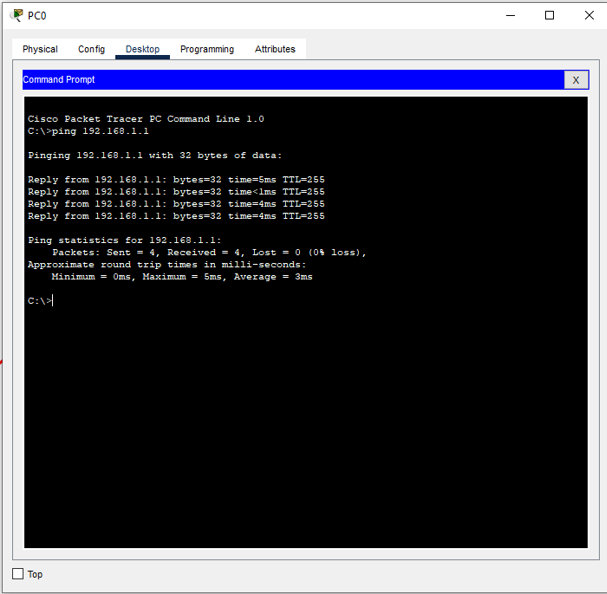 PC0
Physical Config Desktop Programming Attributes
Command Prompt X
Cisco Packet Tracer PC Command Line 1.0
C:\>ping 192.168.1.1
Pinging 192.168.1.1 with 32 bytes of data:
Reply from 192.168.1.1: bytes=32 time=5ms TTL=255
Reply from 192.168.1.1: bytes=32 time<1ms TTL=255
Reply from 192.168.1.1: bytes=32 time=4ms TTL=255
Reply from 192.168.1.1: bytes=32 time=4ms TTL=255
Ping statistics for 192.168.1.1:
    Packets: Sent = 4, Received = 4, Lost = 0 (0% loss),
Approximate round trip times in milli-seconds:
    Minimum = 0ms, Maximum = 5ms, Average = 3ms
C:\>
Top